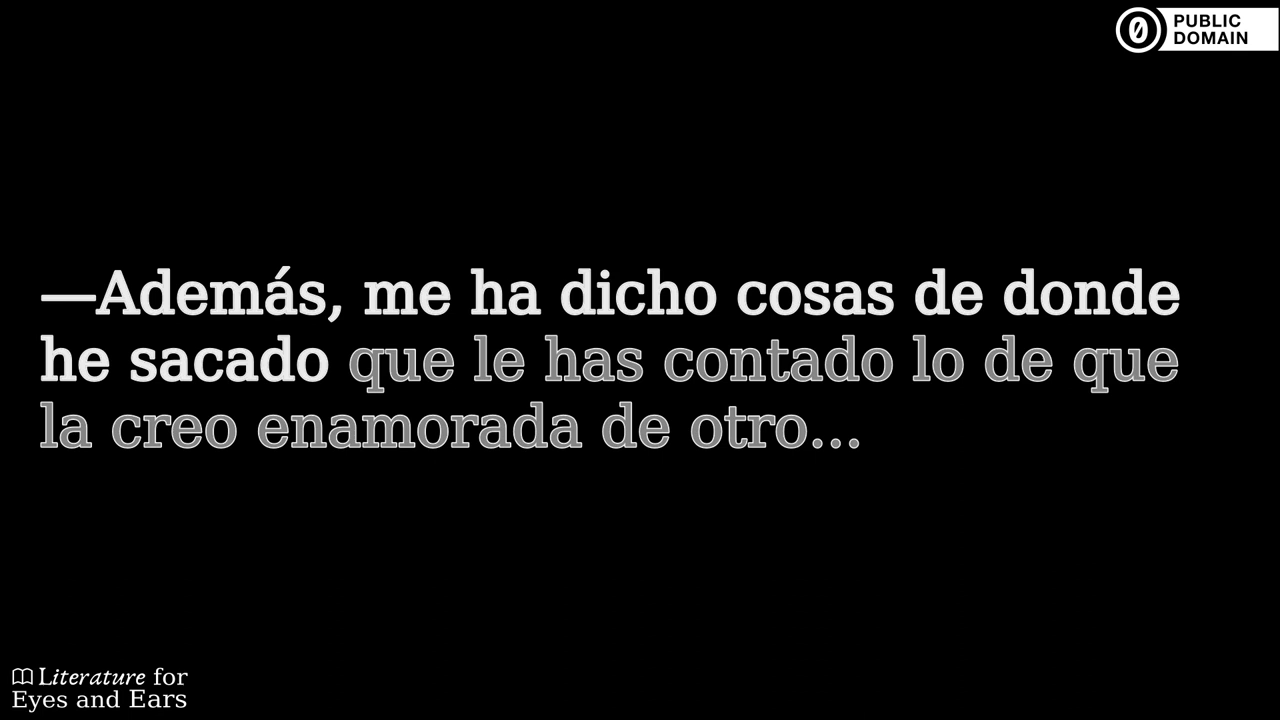 PUBLIC
DOMAIN
—Además, me ha dicho cosas de donde
he sacado que le has contado lo de que
la creo enamorada de otro...
Literature for
Eyes and Ears